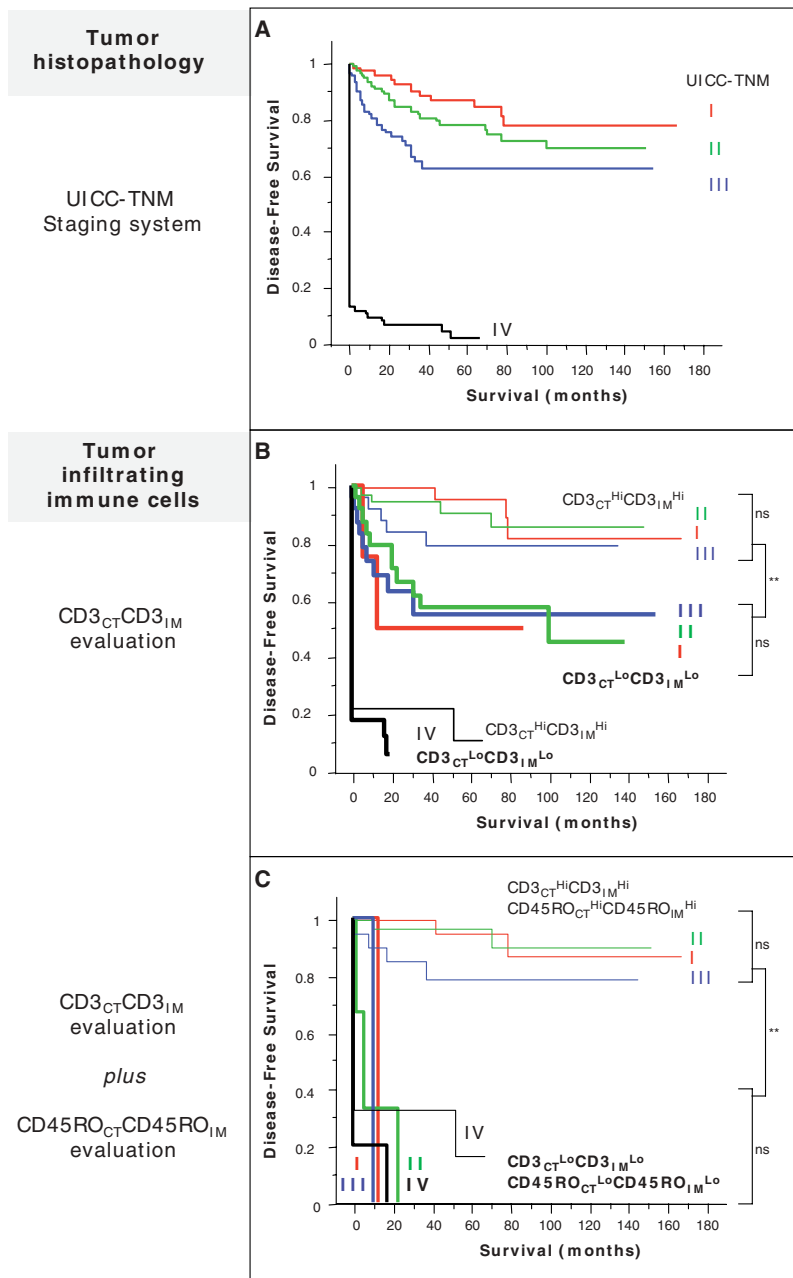 Tumor
histopathology
UICC-TNM
Staging system
A
Disease-Free Survival
1
0.8
0.6
0.4
0.2
0
0 20 40 60 80 100 120 140 160 180
Survival (months)
UICC-TNM
I
II
III
IV
Tumor
infiltrating
immune cells
CD3CTCD3IM
evaluation
B
Disease-Free Survival
1
0.8
0.6
0.4
0.2
0
0 20 40 60 80 100 120 140 160 180
Survival (months)
CD3CTHiCD3IMHi
II
I
III
ns
**
III
II
I
ns
CD3CTLoCD3IMLo
IV
CD3CTHiCD3IMHi
CD3CTLoCD3IMLo
CD3CTCD3IM
evaluation
plus
CD45ROCTCD45ROIM
evaluation
C
Disease-Free Survival
1
0.8
0.6
0.4
0.2
0
0 20 40 60 80 100 120 140 160 180
Survival (months)
CD3CTHiCD3IMHi
CD45ROCTHiCD45ROIMHi
II
I
III
ns
**
ns
IV
I II
III IV
CD3CTLoCD3IMLo
CD45ROCTLoCD45ROIMLo